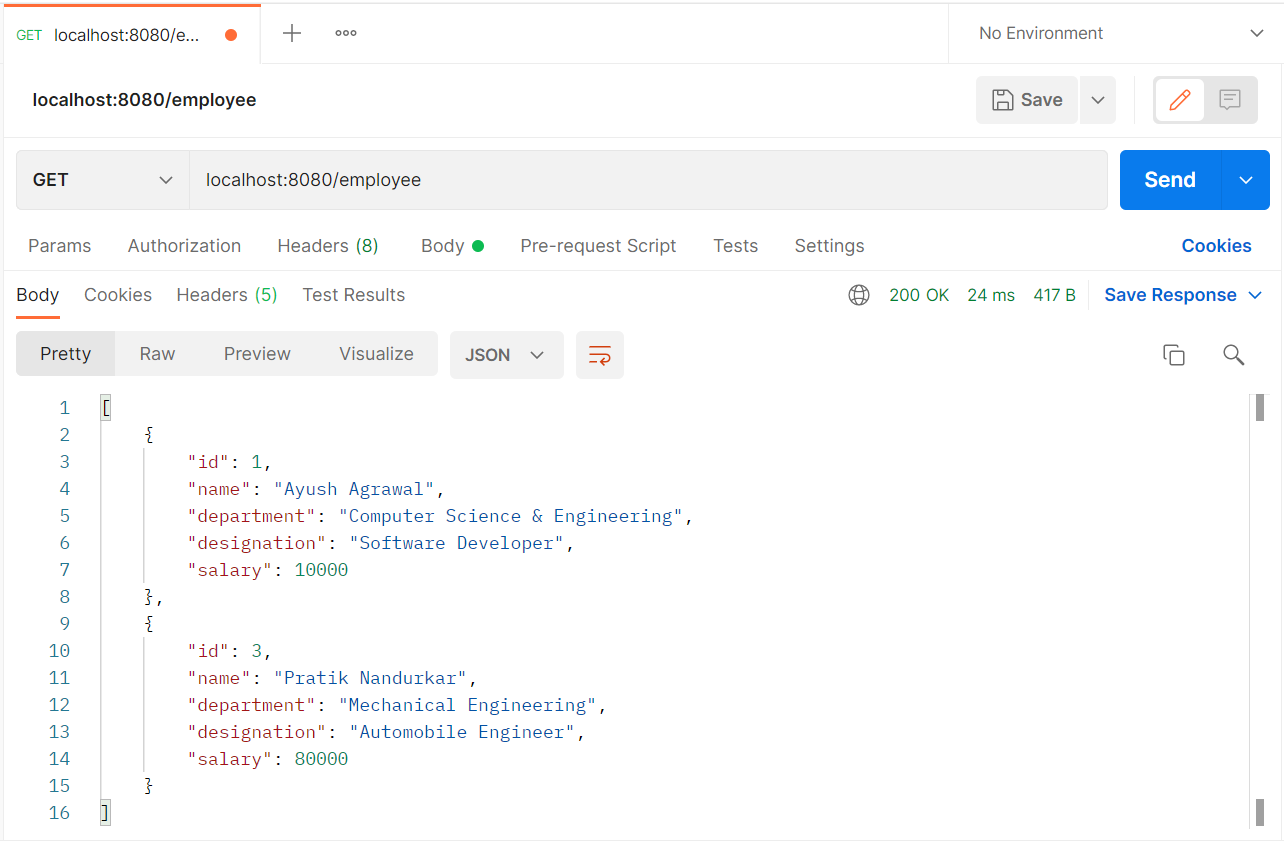 GET localhost:8080/e... No Environment
localhost:8080/employee Save
GET localhost:8080/employee Send
Params Authorization Headers (8) Body Pre-request Script Tests Settings Cookies
Body Cookies Headers (5) Test Results 200 OK 24 ms 417 B Save Response
Pretty Raw Preview Visualize JSON
1 [
2 {
3 "id": 1,
4 "name": "Ayush Agrawal",
5 "department": "Computer Science & Engineering",
6 "designation": "Software Developer",
7 "salary": 10000
8 },
9 {
10 "id": 3,
11 "name": "Pratik Nandurkar",
12 "department": "Mechanical Engineering",
13 "designation": "Automobile Engineer",
14 "salary": 80000
15 }
16 ]